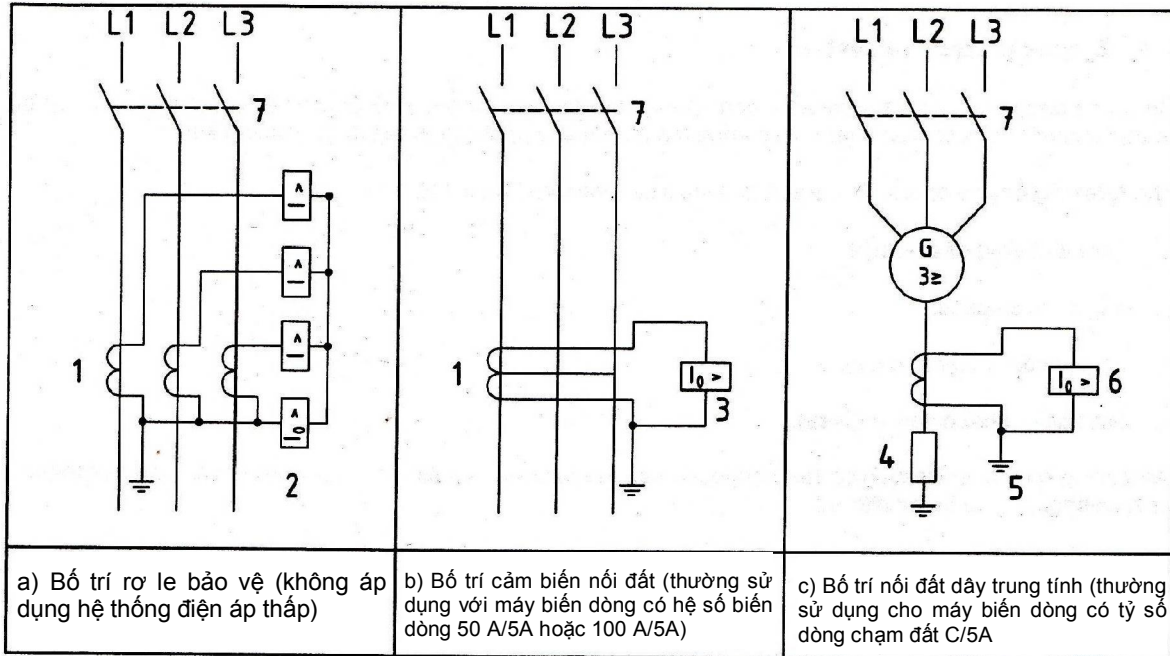 L1 L2 L3
7
1
2
a) Bố trí rơ le bảo vệ (không áp
dụng hệ thống điện áp thấp)
L1 L2 L3
7
1
I0 >
3
b) Bố trí cảm biến nối đất (thường sử
dụng với máy biến dòng có hệ số biến
dòng 50 A/5A hoặc 100 A/5A)
L1 L2 L3
7
G
3≥
I0 >
6
4
5
c) Bố trí nối đất dây trung tính (thường
sử dụng cho máy biến dòng có tỷ số
dòng chạm đất C/5A